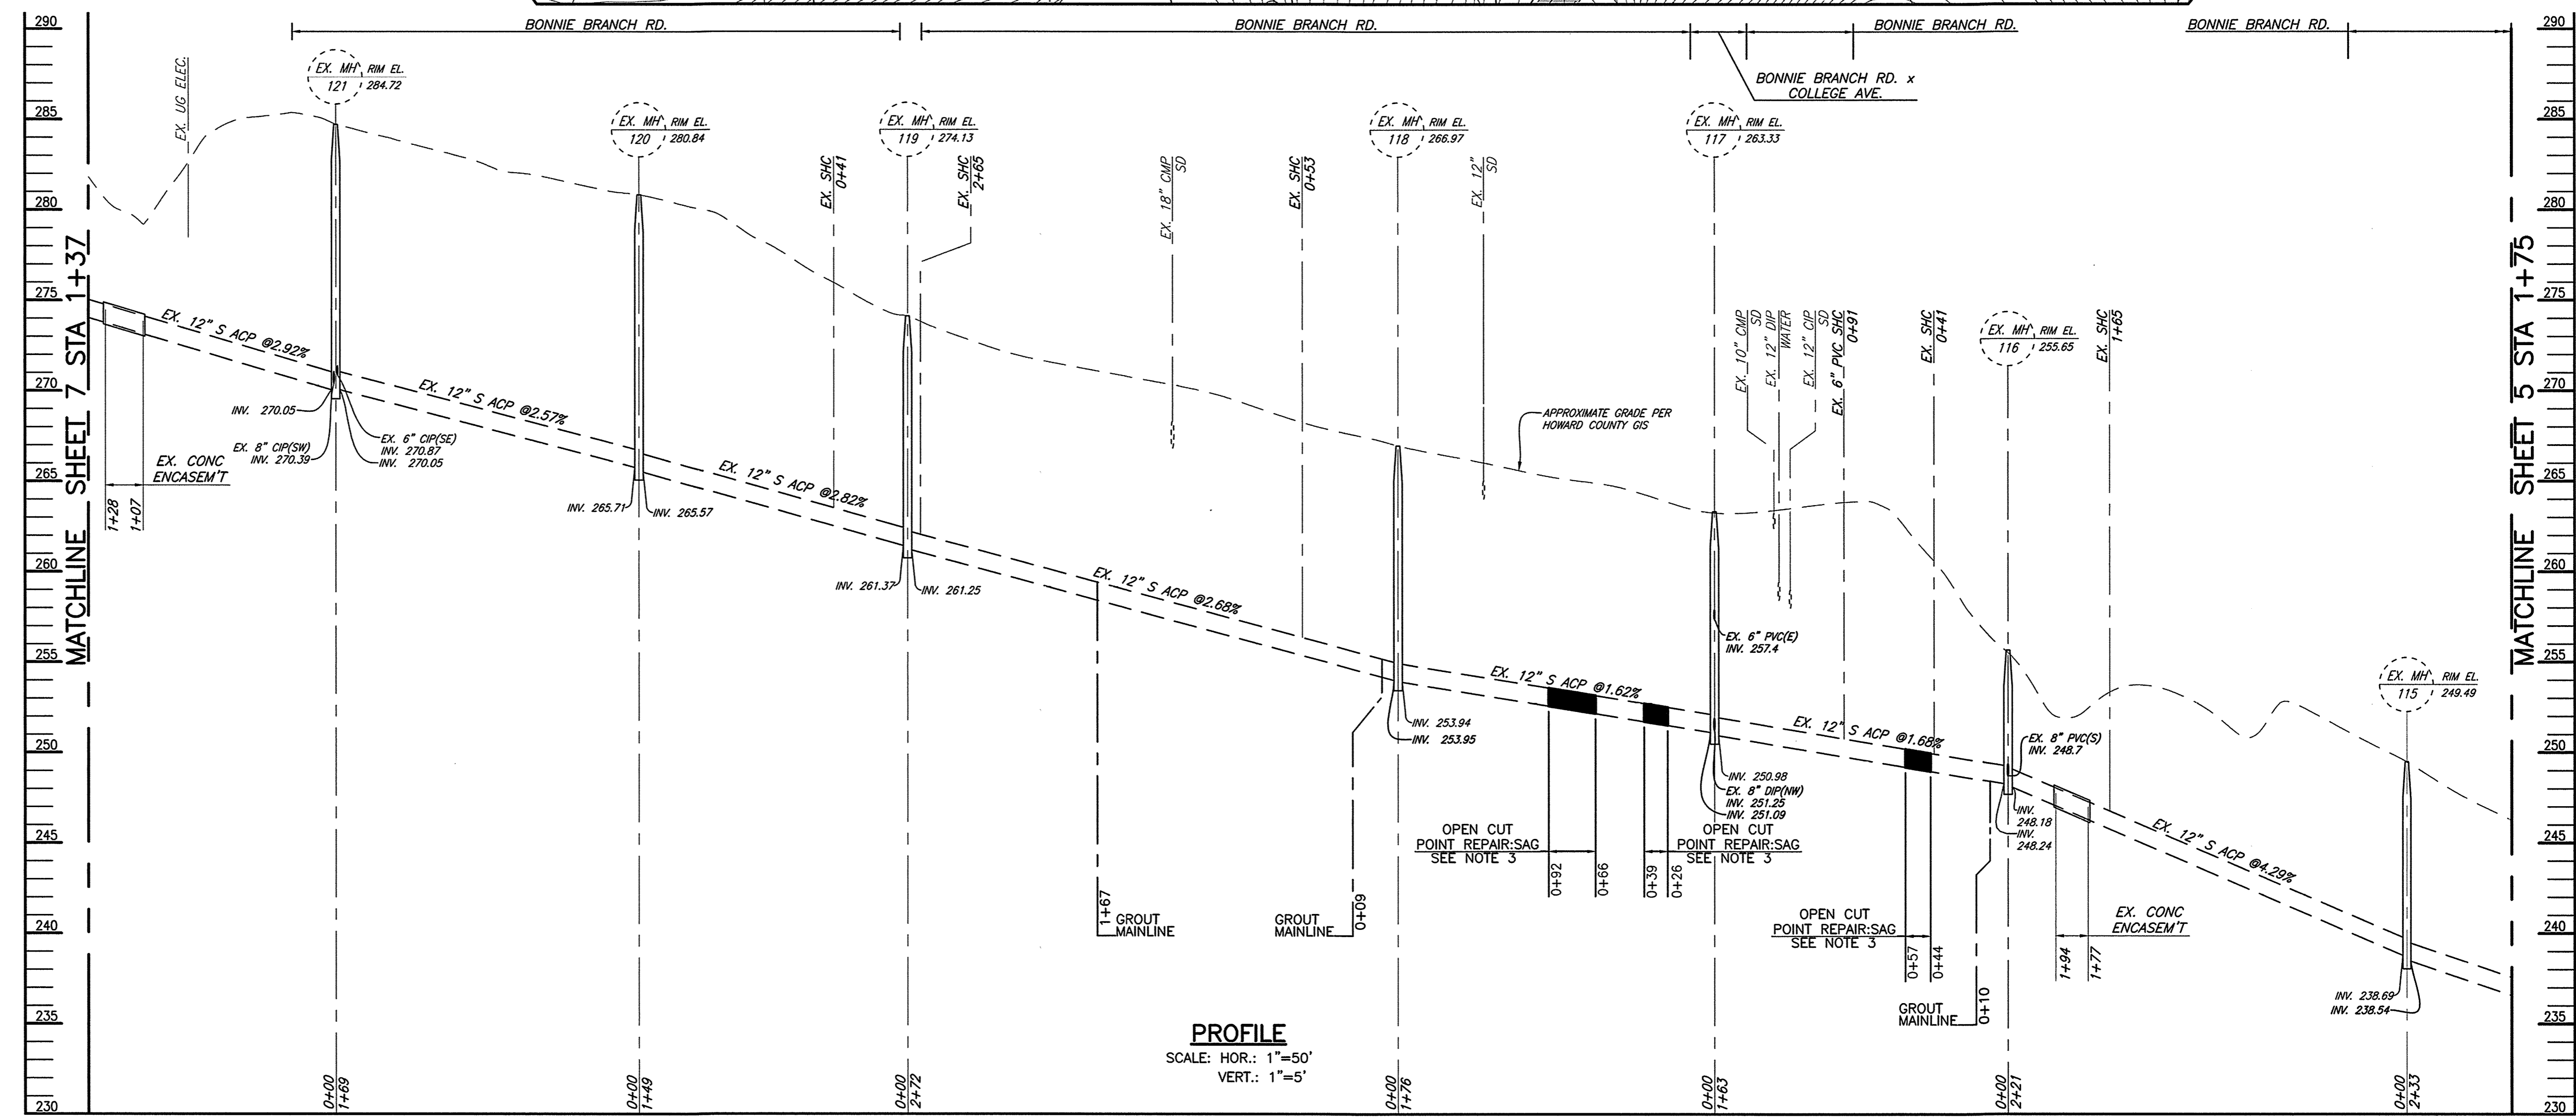 BONNIE BRANCH RD.
BONNIE BRANCH RD.
BONNIE BRANCH RD.
BONNIE BRANCH RD.
BONNIE BRANCH RD. x
COLLEGE AVE.
290
285
280
275
270
265
260
255
250
245
240
235
230
MATCHLINE SHEET 7 STA 1+37
EX. UG ELEC.
EX. MH
121
RIM EL.
284.72
EX. MH
120
RIM EL.
280.84
EX. SHC
0+41
EX. MH
119
RIM EL.
274.13
EX. SHC
2+65
EX. 18" CMP
SD
EX. SHC
0+53
EX. MH
118
RIM EL.
266.97
EX. 12"
SD
EX. MH
117
RIM EL.
263.33
EX. 10" CMP
SD
EX. 12" DIP
WATER
EX. 12" CIP
SD
EX. 6" PVC SHC
0+91
EX. SHC
0+41
EX. MH
116
RIM EL.
255.65
EX. SHC
1+65
EX. MH
115
RIM EL.
249.49
APPROXIMATE GRADE PER
HOWARD COUNTY GIS
EX. 12" S ACP @2.92%
EX. 12" S ACP @2.57%
EX. 12" S ACP @2.82%
EX. 12" S ACP @2.68%
EX. 12" S ACP @1.62%
EX. 12" S ACP @1.68%
EX. 12" S ACP @4.29%
INV. 270.05
EX. 8" CIP(SW)
INV. 270.39
EX. 6" CIP(SE)
INV. 270.87
INV. 270.05
EX. CONC
ENCASEM'T
1+28
1+07
INV. 265.71
INV. 265.57
INV. 261.37
INV. 261.25
1+67
GROUT
MAINLINE
GROUT
MAINLINE
0+09
INV. 253.94
INV. 253.95
EX. 6" PVC(E)
INV. 257.4
INV. 250.98
EX. 8" DIP(NW)
INV. 251.25
INV. 251.09
OPEN CUT
POINT REPAIR:SAG
SEE NOTE 3
0+92
0+66
OPEN CUT
POINT REPAIR:SAG
SEE NOTE 3
0+39
0+26
OPEN CUT
POINT REPAIR:SAG
SEE NOTE 3
0+57
0+44
GROUT
MAINLINE
0+10
EX. 8" PVC(S)
INV. 248.7
INV.
248.18
INV.
248.24
EX. CONC
ENCASEM'T
1+94
1+77
INV. 238.69
INV. 238.54
PROFILE
SCALE: HOR.: 1"=50'
VERT.: 1"=5'
0+00
1+69
0+00
1+49
0+00
2+72
0+00
1+76
0+00
1+63
0+00
2+21
0+00
2+33
MATCHLINE SHEET 5 STA 1+75
290
285
280
275
270
265
260
255
250
245
240
235
230